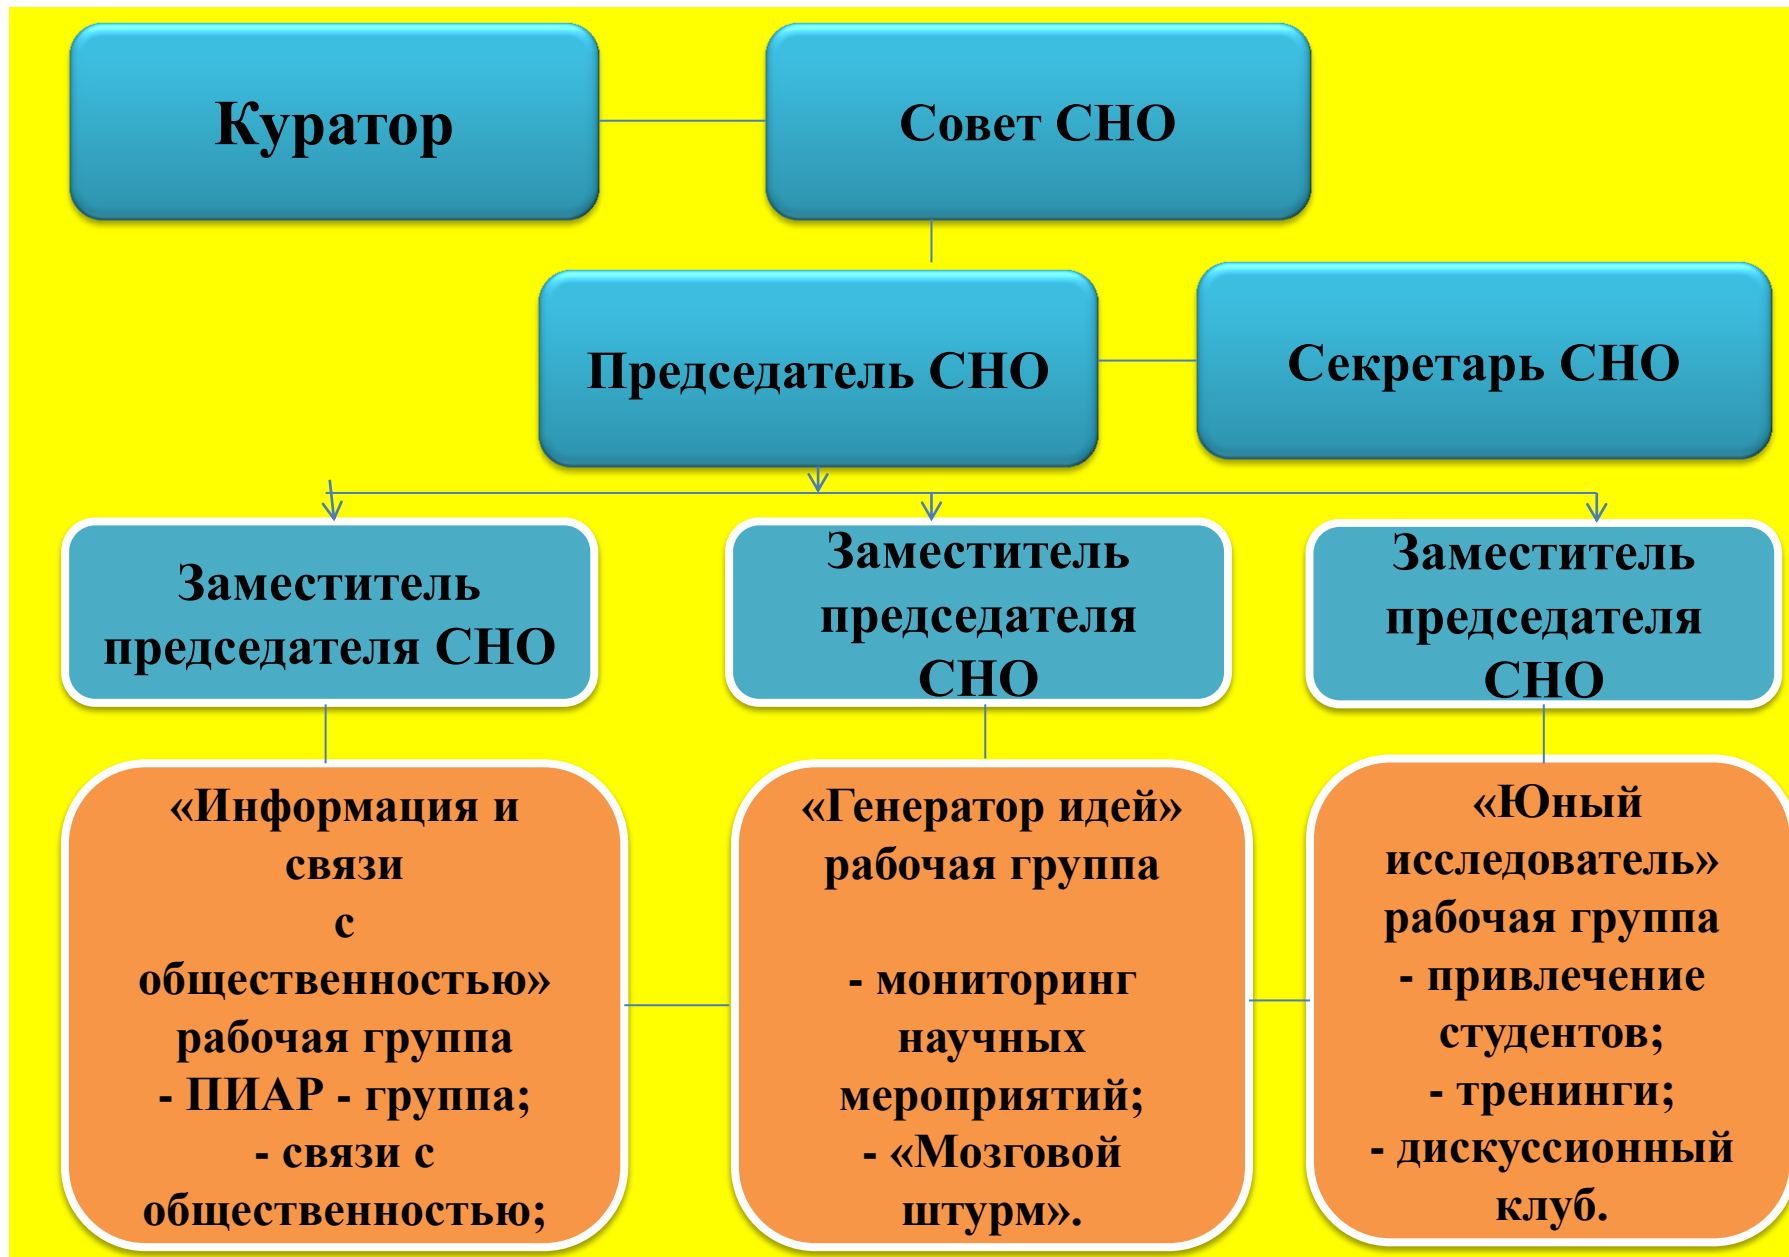 Куратор
Совет СНО
Председатель СНО
Секретарь СНО
Заместитель
председателя СНО
Заместитель
председателя
СНО
Заместитель
председателя
СНО
«Информация и
связи
с
общественностью»
рабочая группа
- ПИАР - группа;
- связи с
общественностью;
«Генератор идей»
рабочая группа
- мониторинг
научных
мероприятий;
- «Мозговой
штурм».
«Юный
исследователь»
рабочая группа
- привлечение
студентов;
- тренинги;
- дискуссионный
клуб.